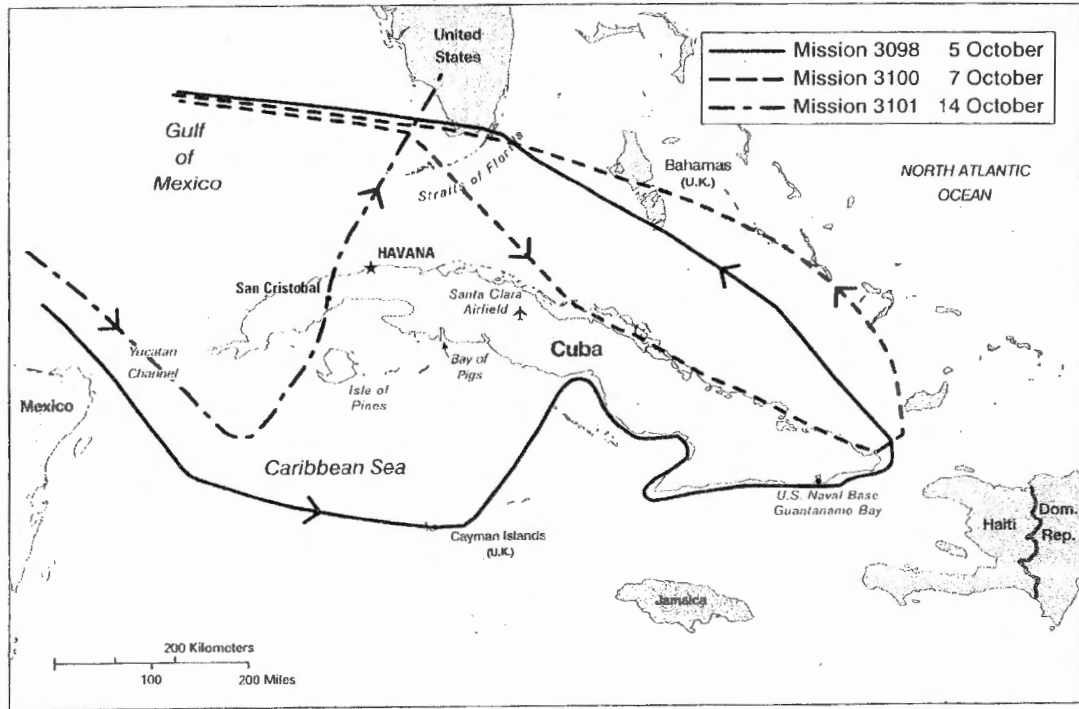 United
States
Mission 3098 5 October
Mission 3100 7 October
Mission 3101 14 October
Gulf
of
Mexico
Straits of Florida
Bahamas
(U.K.)
NORTH ATLANTIC
OCEAN
HAVANA
San Cristobal
Santa Clara
Airfield
Yucatan
Channel
Cuba
Bay of
Pigs
Isle of
Pines
Mexico
Caribbean Sea
U.S. Naval Base
Guantanamo Bay
Cayman Islands
(U.K.)
Haiti
Dom.
Rep.
Jamaica
200 Kilometers
100 200 Miles